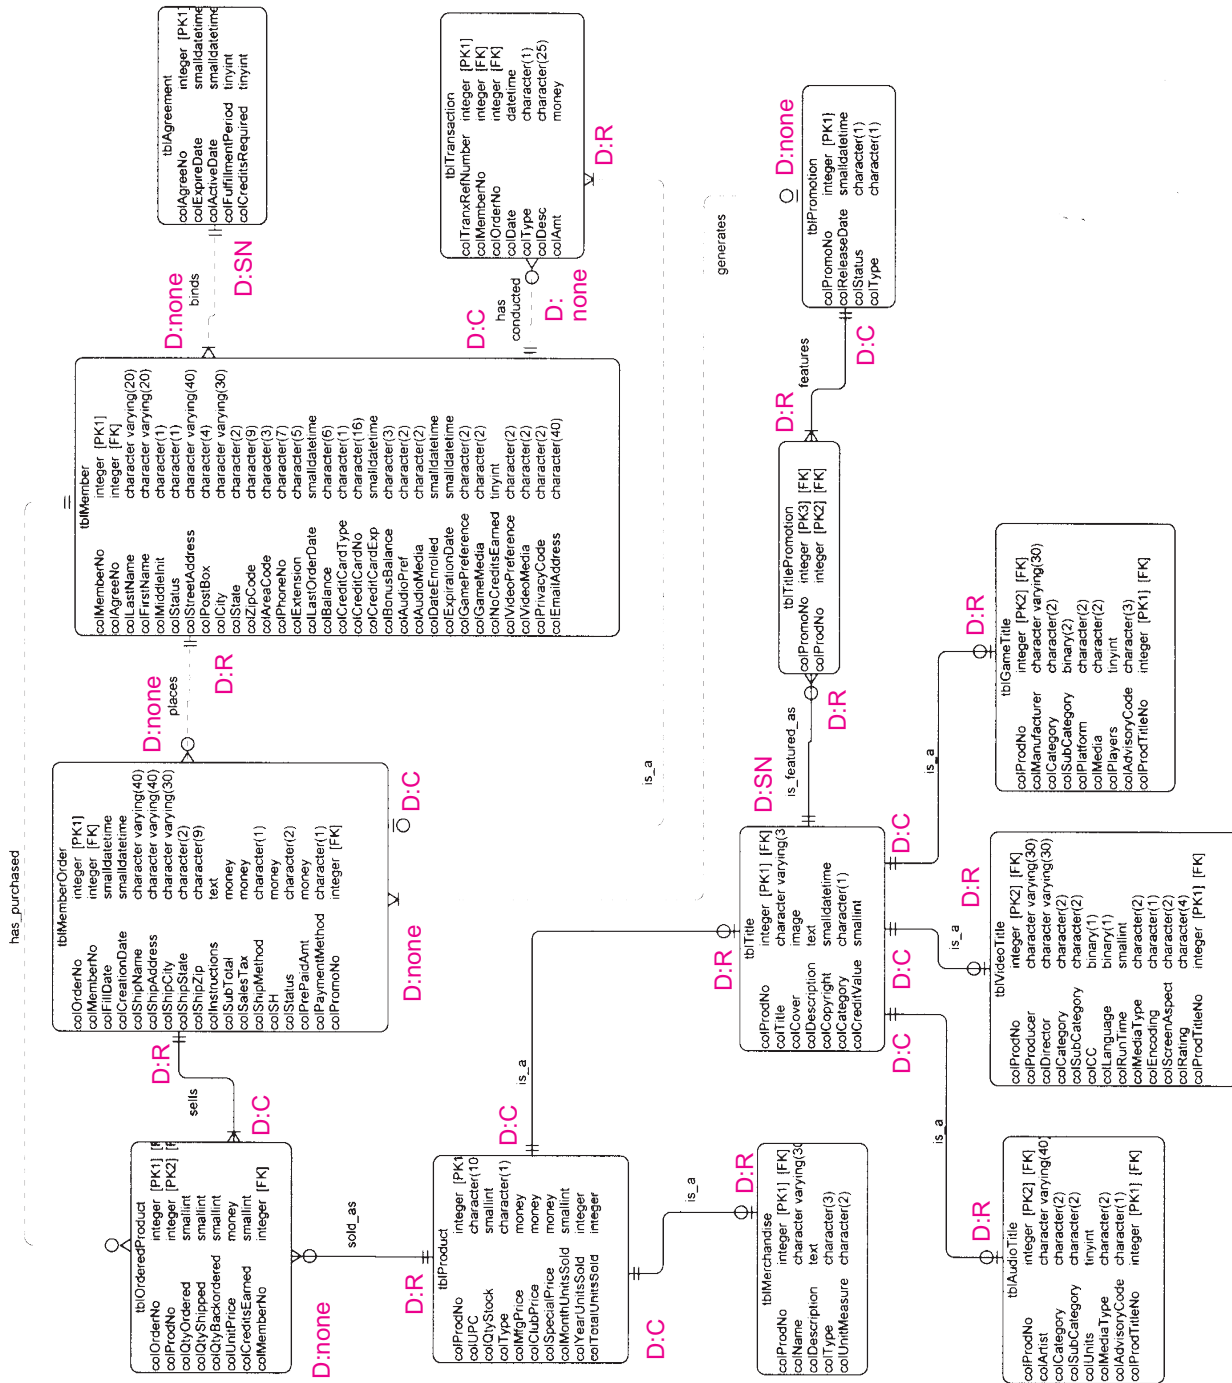 has_purchased
tblOrderedProduct
colOrderNo integer [PK1] [F
colProdNo integer [PK2] [F
colQtyOrdered smallint
colQtyShipped smallint
colQtyBackordered smallint
colUnitPrice money
colCreditsEarned smallint
colMemberNo integer [FK]
D:none
D:C
sells
D:R
tblMemberOrder
colOrderNo integer [PK1]
colMemberNo integer [FK]
colFillDate smalldatetime
colCreationDate smalldatetime
colShipName character varying(40)
colShipAddress character varying(40)
colShipCity character varying(30)
colShipState character(2)
colShipZip character(9)
colInstructions text
colSubTotal money
colSalesTax money
colShipMethod character(1)
colSH money
colStatus character(2)
colPrePaidAmt money
colPaymentMethod character(1)
colPromoNo integer [FK]
D:none
D:C
D:none
places
D:R
tblMember
colMemberNo integer [PK1]
colAgreeNo integer [FK]
colLastName character varying(20)
colFirstName character varying(20)
colMiddleInit character(1)
colStatus character(1)
colStreetAddress character varying(40)
colPostBox character(4)
colCity character varying(30)
colState character(2)
colZipCode character(9)
colAreaCode character(3)
colPhoneNo character(7)
colExtension character(5)
colLastOrderDate smalldatetime
colBalance character(6)
colCreditCardType character(1)
colCreditCardNo character(16)
colCreditCardExp smalldatetime
colBonusBalance character(3)
colAudioPref character(2)
colAudioMedia character(2)
colDateEnrolled smalldatetime
colExpirationDate smalldatetime
colGamePreference character(2)
colGameMedia character(2)
colNoCreditsEarned tinyint
colVideoPreference character(2)
colVideoMedia character(2)
colPrivacyCode character(2)
colEmailAddress character(40)
D:none
binds
D:SN
tblAgreement
colAgreeNo integer [PK1]
colExpireDate smalldatetime
colActiveDate smalldatetime
colFulfillmentPeriod tinyint
colCreditsRequired tinyint
D:C
has
conducted
D:
none
tblTransaction
colTranxRefNumber integer [PK1]
colMemberNo integer [FK]
colOrderNo integer [FK]
colDate datetime
colType character(1)
colDesc character(25)
colAmt money
D:R
is_a
generates
sold_as
D:R
tblProduct
colProdNo integer [PK1
colUPC character(10
colQtyStock smallint
colType character(1)
colMfgPrice money
colClubPrice money
colSpecialPrice money
colMonthUnitsSold smallint
colYearUnitsSold integer
colTotalUnitsSold integer
D:C
is_a
D:R
D:C
is_a
D:R
tblMerchandise
colProdNo integer [PK1] [FK]
colName character varying(30
colDescription text
colType character(3)
colUnitMeasure character(2)
tblTitle
colProdNo integer [PK1] [FK]
colTitle character varying(3
colCover image
colDescription text
colCopyright smalldatetime
colCategory character(1)
colCreditValue smallint
D:SN
is_featured_as
D:R
tblTitlePromotion
colPromoNo integer [PK3] [FK]
colProdNo integer [PK2] [FK]
D:R
features
D:C
tblPromotion
colPromoNo integer [PK1]
colReleaseDate smalldatetime
colStatus character(1)
colType character(1)
D:none
D:C
is_a
D:R
D:C
is_a
D:R
D:C
is_a
D:R
tblAudioTitle
colProdNo integer [PK2] [FK]
colArtist character varying(40)
colCategory character(2)
colSubCategory character(2)
colUnits tinyint
colMediaType character(2)
colAdvisoryCode character(1)
colProdTitleNo integer [PK1] [FK]
tblVideoTitle
colProdNo integer [PK2] [FK]
colProducer character varying(30)
colDirector character varying(30)
colCategory character(2)
colSubCategory character(2)
colCC binary(1)
colLanguage binary(1)
colRunTime smallint
colMediaType character(2)
colEncoding character(1)
colScreenAspect character(2)
colRating character(4)
colProdTitleNo integer [PK1] [FK]
tblGameTitle
colProdNo integer [PK2] [FK]
colManufacturer character varying(30)
colCategory character(2)
colSubCategory binary(2)
colPlatform character(2)
colMedia character(2)
colPlayers tinyint
colAdvisoryCode character(3)
colProdTitleNo integer [PK1] [FK]